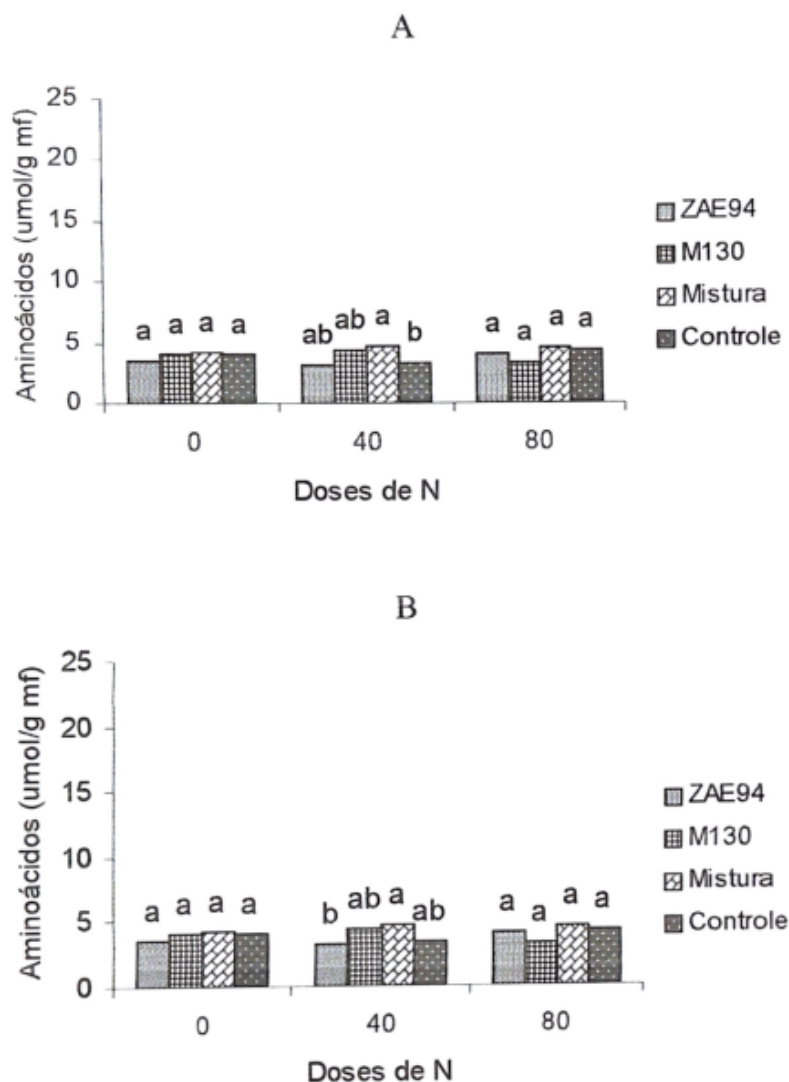 A
Aminoácidos (umol/g mf)
25
20
15
10
5
0
a a a a
ab ab a b
a a a a
0 40 80
Doses de N
ZAE94
M130
Mistura
Controle
B
Aminoácidos (umol/g mf)
25
20
15
10
5
0
a a a a
b ab a ab
a a a a
0 40 80
Doses de N
ZAE94
M130
Mistura
Controle